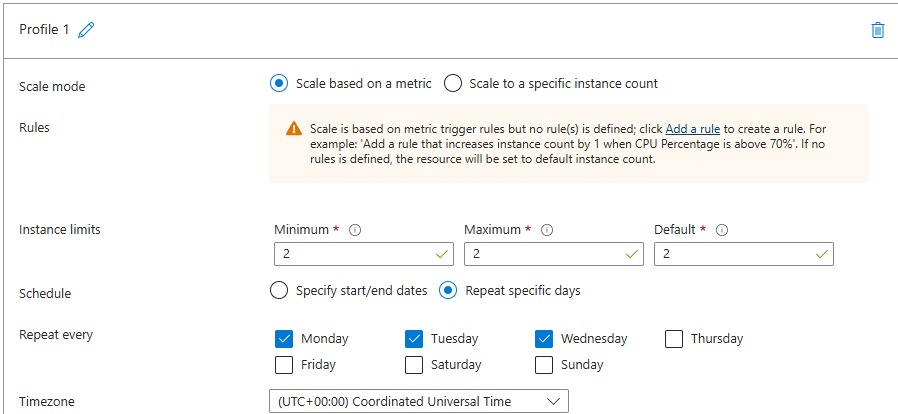 Profile 1
Scale mode
Scale based on a metric
Scale to a specific instance count
Rules
Scale is based on metric trigger rules but no rule(s) is defined; click Add a rule to create a rule. For
example: 'Add a rule that increases instance count by 1 when CPU Percentage is above 70%'. If no
rules is defined, the resource will be set to default instance count.
Instance limits
Minimum *
Maximum *
Default *
2
2
2
Schedule
Specify start/end dates
Repeat specific days
Repeat every
Monday
Tuesday
Wednesday
Thursday
Friday
Saturday
Sunday
Timezone
(UTC+00:00) Coordinated Universal Time